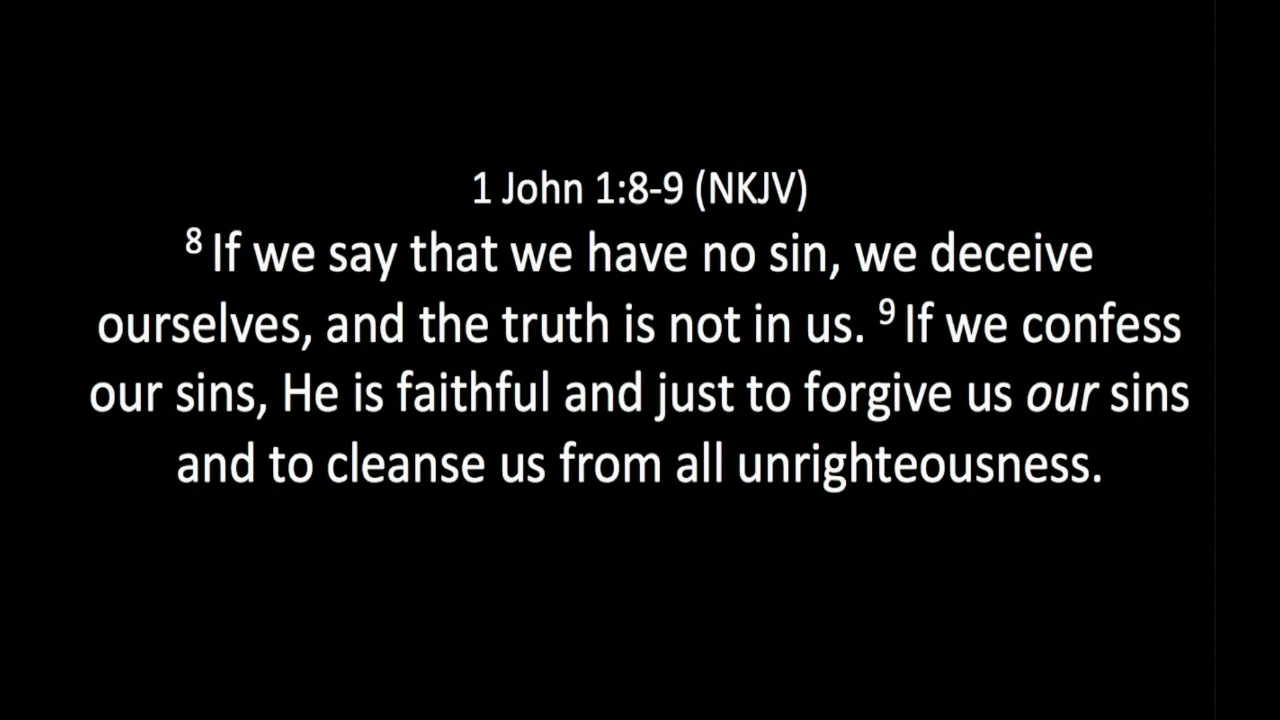 1 John 1:8-9 (NKJV)
8 If we say that we have no sin, we deceive
ourselves, and the truth is not in us. 9 If we confess
our sins, He is faithful and just to forgive us our sins
and to cleanse us from all unrighteousness.